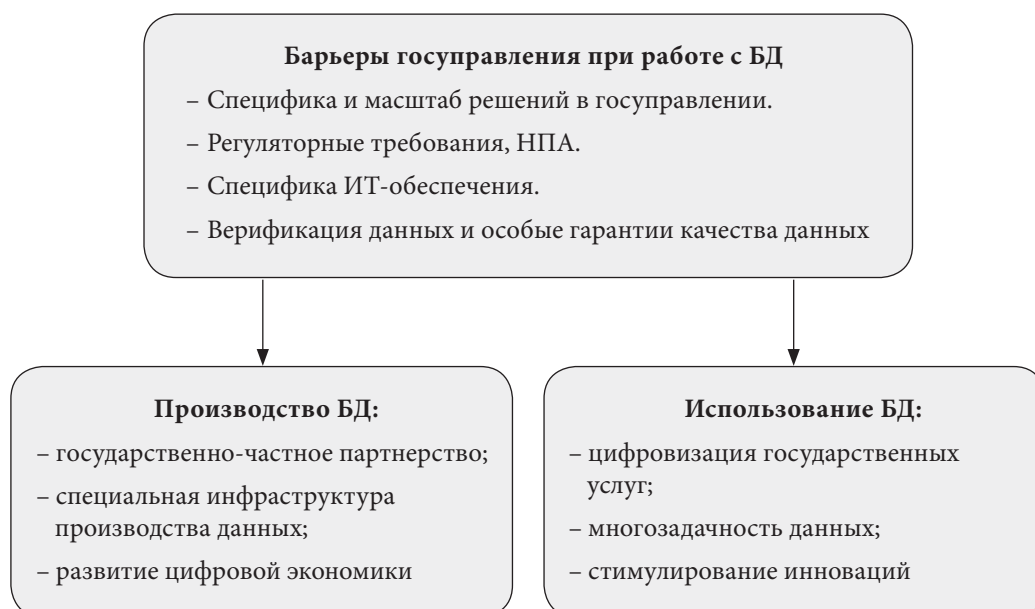 Барьеры госуправления при работе с БД
– Специфика и масштаб решений в госуправлении.
– Регуляторные требования, НПА.
– Специфика ИТ-обеспечения.
– Верификация данных и особые гарантии качества данных
Производство БД:
– государственно-частное партнерство;
– специальная инфраструктура
производства данных;
– развитие цифровой экономики
Использование БД:
– цифровизация государственных
услуг;
– многозадачность данных;
– стимулирование инноваций